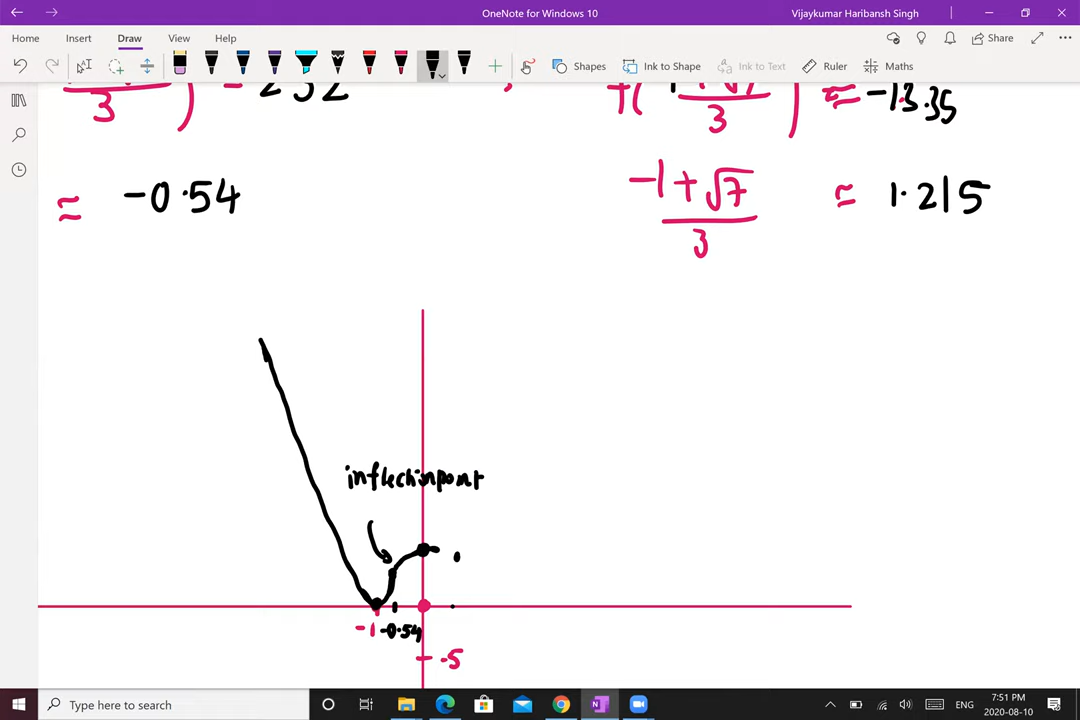 OneNote for Windows 10
Vijaykumar Haribansh Singh
Home Insert Draw View Help
Share
Shapes Ink to Shape Ink to Text Ruler Maths
3 ) - 2.32
3 ) ≈ -13.35
≈ -0.54
-1 + √7
3
≈ 1.215
inflection point
-1 -0.54
-5
Type here to search
ENG
7:51 PM
2020-08-10